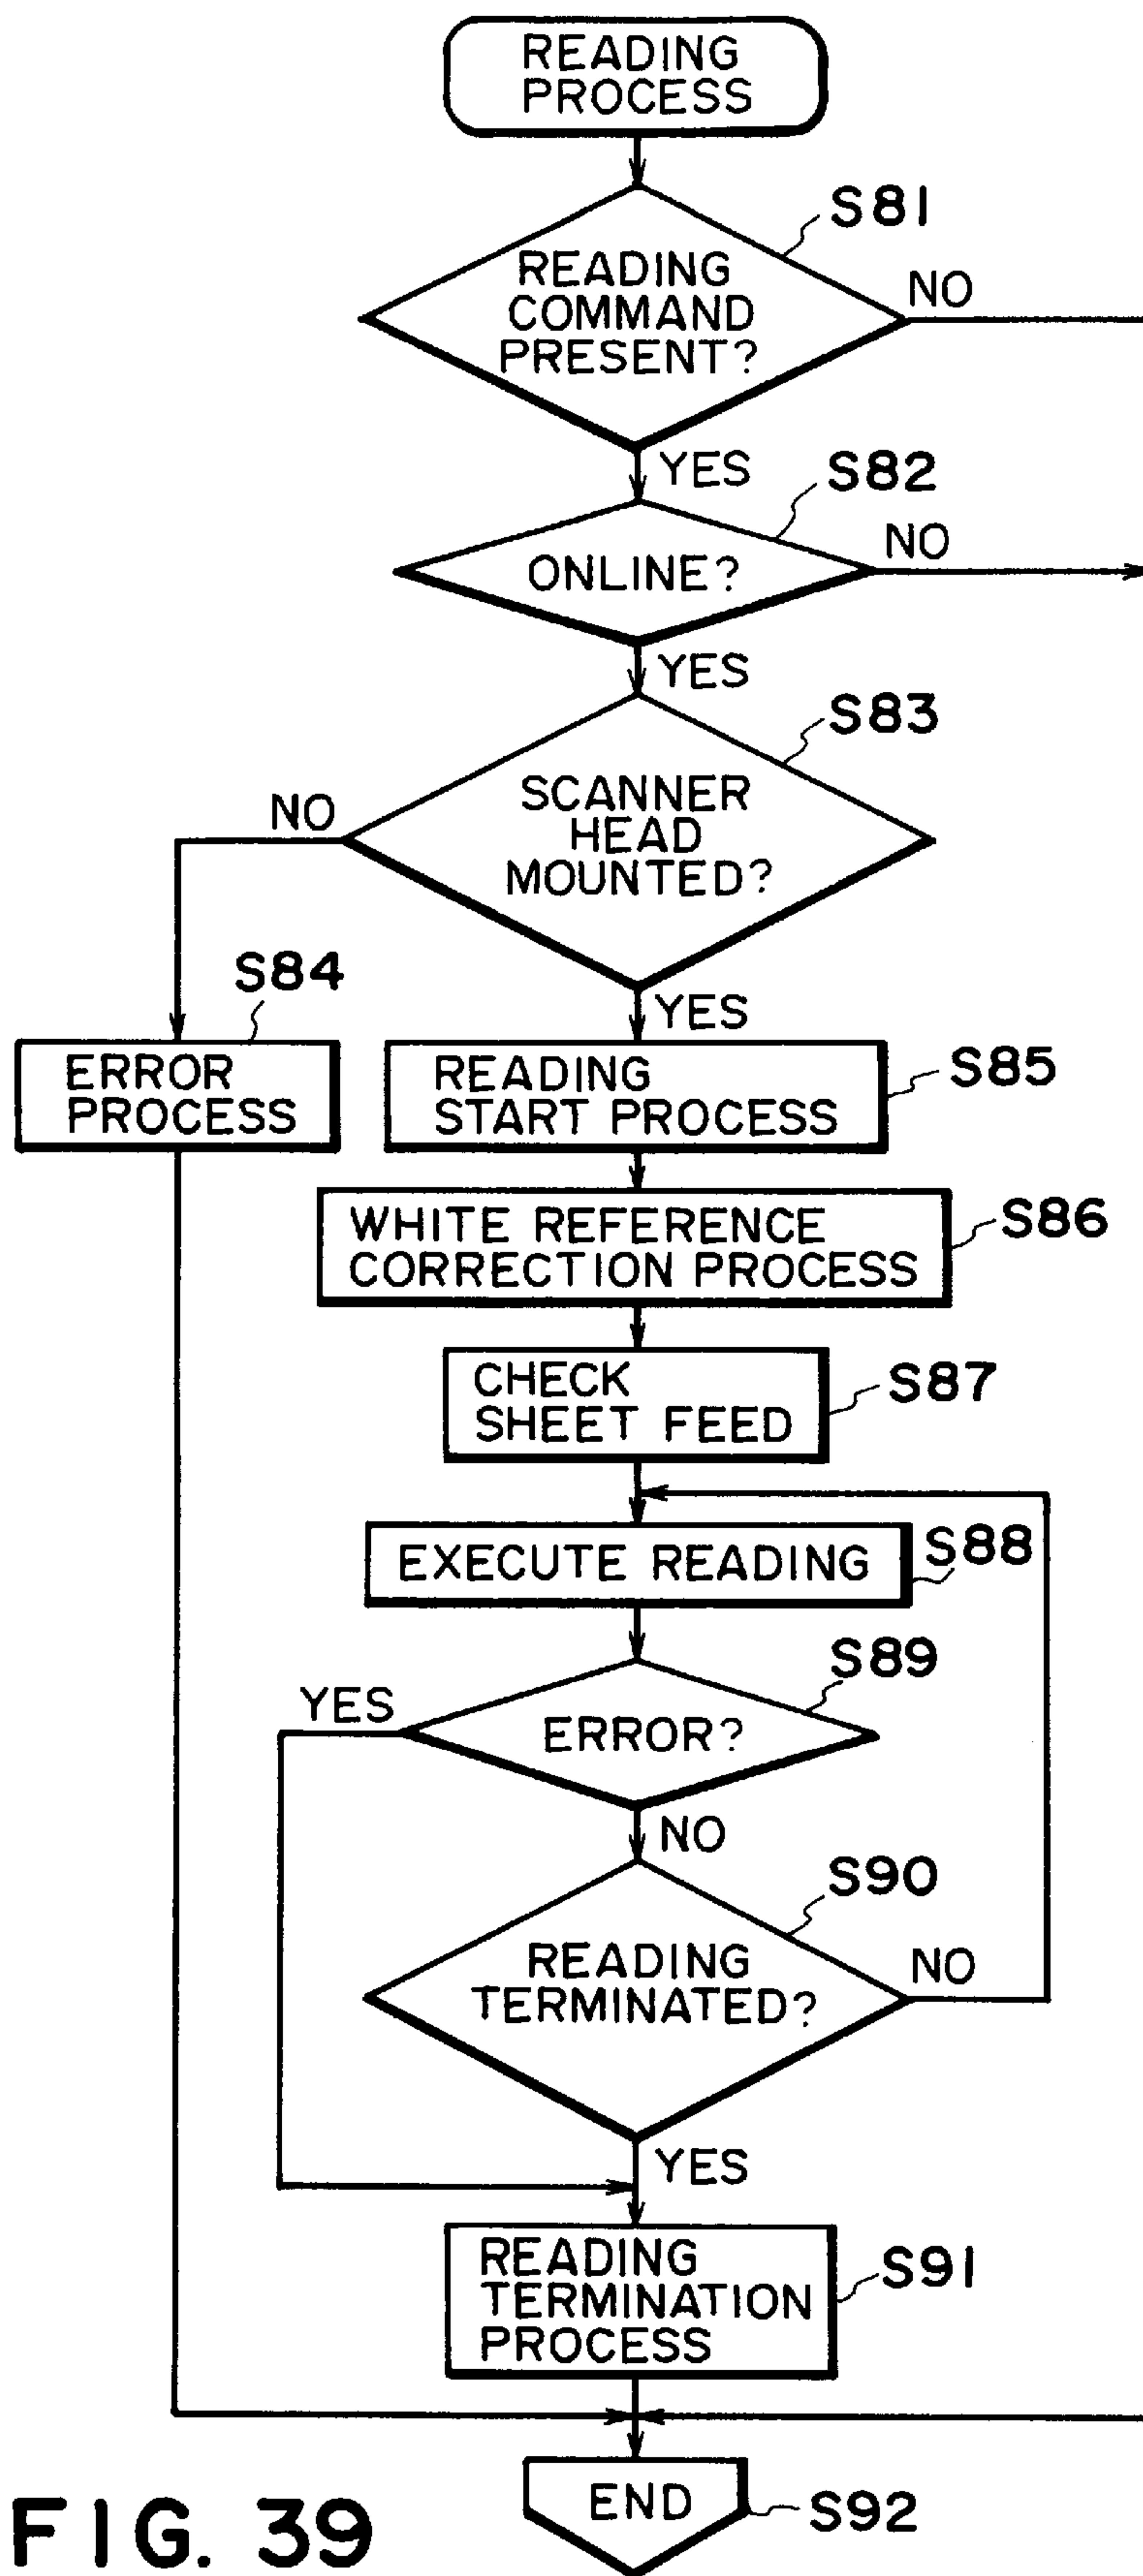 READING
PROCESS
S81
READING
COMMAND
PRESENT?
NO
YES
S82
ONLINE?
NO
YES
S83
SCANNER
HEAD
MOUNTED?
NO
YES
S84
ERROR
PROCESS
READING
START PROCESS
S85
WHITE REFERENCE
CORRECTION PROCESS
S86
CHECK
SHEET FEED
S87
EXECUTE READING
S88
S89
ERROR?
YES
NO
S90
READING
TERMINATED?
NO
YES
READING
TERMINATION
PROCESS
S91
END
S92
FIG. 39